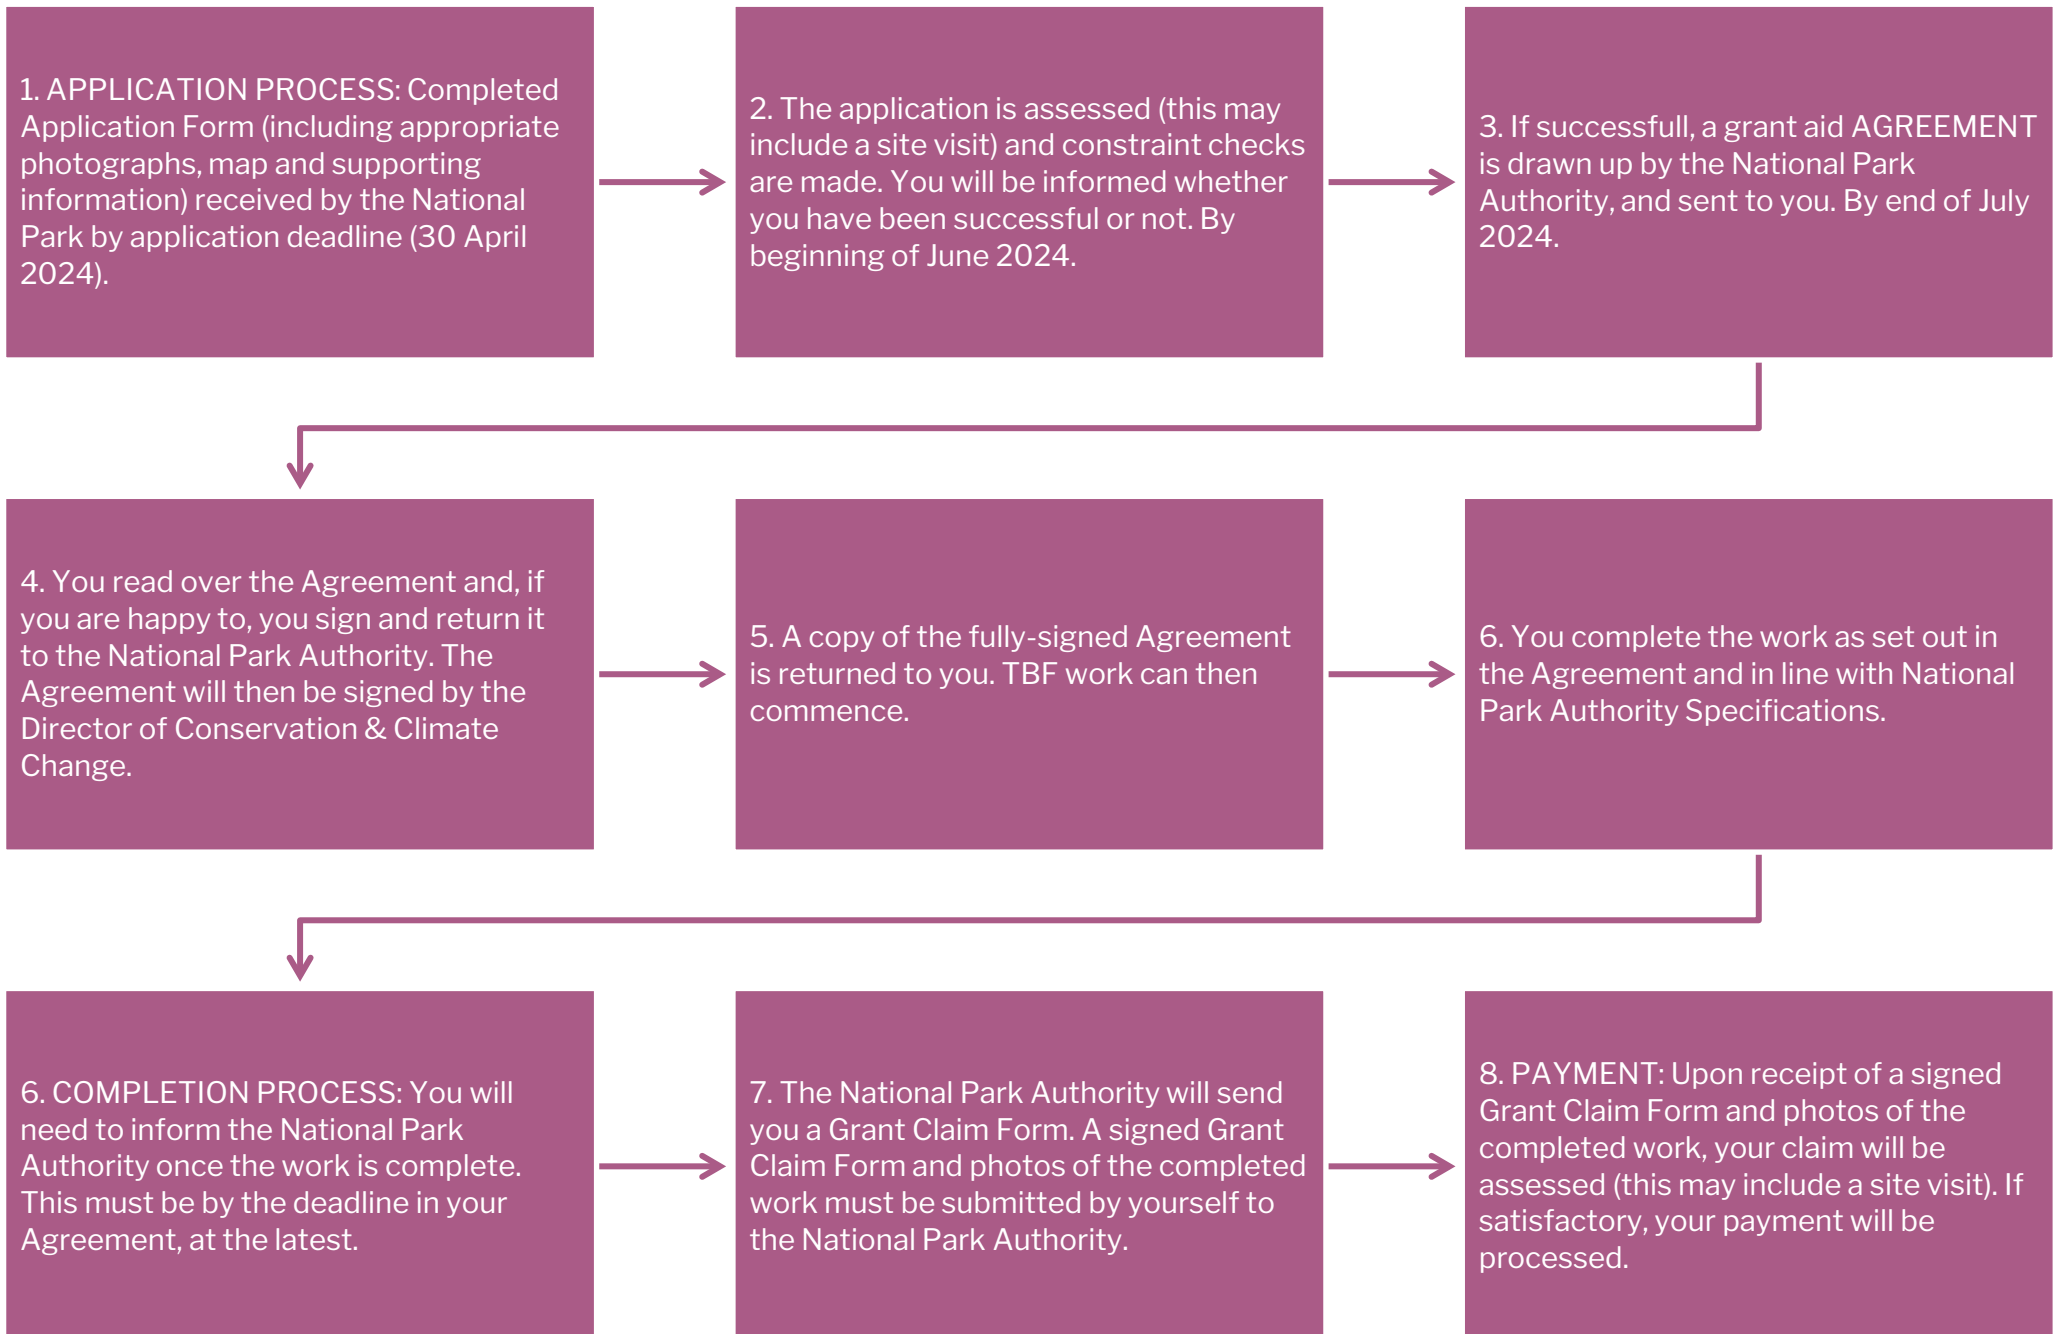 1. APPLICATION PROCESS: Completed
Application Form (including appropriate
photographs, map and supporting
information) received by the National
Park by application deadline (30 April
2024).
2. The application is assessed (this may
include a site visit) and constraint checks
are made. You will be informed whether
you have been successful or not. By
beginning of June 2024.
3. If successfull, a grant aid AGREEMENT
is drawn up by the National Park
Authority, and sent to you. By end of July
2024.
4. You read over the Agreement and, if
you are happy to, you sign and return it
to the National Park Authority. The
Agreement will then be signed by the
Director of Conservation & Climate
Change.
5. A copy of the fully-signed Agreement
is returned to you. TBF work can then
commence.
6. You complete the work as set out in
the Agreement and in line with National
Park Authority Specifications.
6. COMPLETION PROCESS: You will
need to inform the National Park
Authority once the work is complete.
This must be by the deadline in your
Agreement, at the latest.
7. The National Park Authority will send
you a Grant Claim Form. A signed Grant
Claim Form and photos of the completed
work must be submitted by yourself to
the National Park Authority.
8. PAYMENT: Upon receipt of a signed
Grant Claim Form and photos of the
completed work, your claim will be
assessed (this may include a site visit). If
satisfactory, your payment will be
processed.